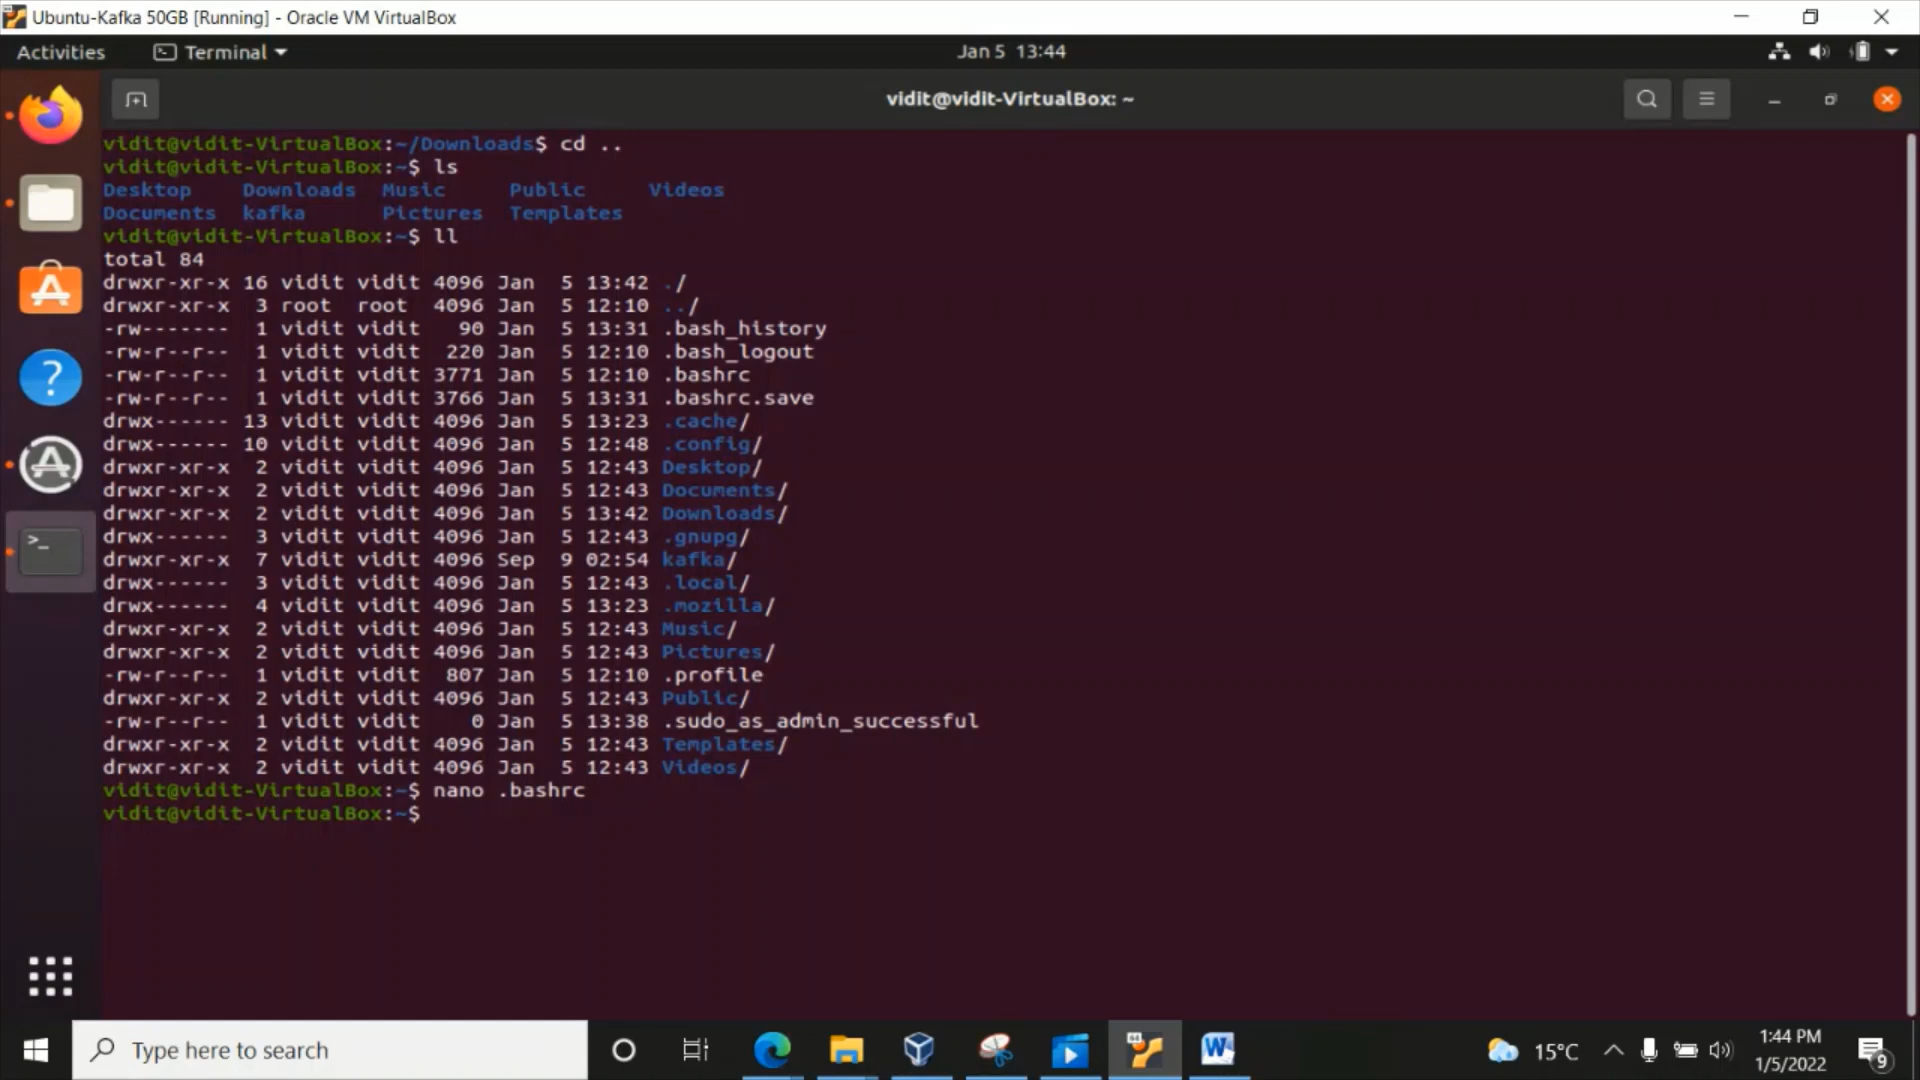 Ubuntu-Kafka 50GB [Running] - Oracle VM VirtualBox
Activities Terminal Jan 5 13:44
vidit@vidit-VirtualBox: ~
vidit@vidit-VirtualBox:~/Downloads$ cd ..
vidit@vidit-VirtualBox:~$ ls
Desktop Downloads Music Public Videos
Documents kafka Pictures Templates
vidit@vidit-VirtualBox:~$ ll
total 84
drwxr-xr-x 16 vidit vidit 4096 Jan 5 13:42 ./
drwxr-xr-x 3 root root 4096 Jan 5 12:10 ../
-rw------- 1 vidit vidit 90 Jan 5 13:31 .bash_history
-rw-r--r-- 1 vidit vidit 220 Jan 5 12:10 .bash_logout
-rw-r--r-- 1 vidit vidit 3771 Jan 5 12:10 .bashrc
-rw-r--r-- 1 vidit vidit 3766 Jan 5 13:31 .bashrc.save
drwx------ 13 vidit vidit 4096 Jan 5 13:23 .cache/
drwx------ 10 vidit vidit 4096 Jan 5 12:48 .config/
drwxr-xr-x 2 vidit vidit 4096 Jan 5 12:43 Desktop/
drwxr-xr-x 2 vidit vidit 4096 Jan 5 12:43 Documents/
drwxr-xr-x 2 vidit vidit 4096 Jan 5 13:42 Downloads/
drwx------ 3 vidit vidit 4096 Jan 5 12:43 .gnupg/
drwxr-xr-x 7 vidit vidit 4096 Sep 9 02:54 kafka/
drwx------ 3 vidit vidit 4096 Jan 5 12:43 .local/
drwx------ 4 vidit vidit 4096 Jan 5 13:23 .mozilla/
drwxr-xr-x 2 vidit vidit 4096 Jan 5 12:43 Music/
drwxr-xr-x 2 vidit vidit 4096 Jan 5 12:43 Pictures/
-rw-r--r-- 1 vidit vidit 807 Jan 5 12:10 .profile
drwxr-xr-x 2 vidit vidit 4096 Jan 5 12:43 Public/
-rw-r--r-- 1 vidit vidit 0 Jan 5 13:38 .sudo_as_admin_successful
drwxr-xr-x 2 vidit vidit 4096 Jan 5 12:43 Templates/
drwxr-xr-x 2 vidit vidit 4096 Jan 5 12:43 Videos/
vidit@vidit-VirtualBox:~$ nano .bashrc
vidit@vidit-VirtualBox:~$
Type here to search
15°C
1:44 PM
1/5/2022
9